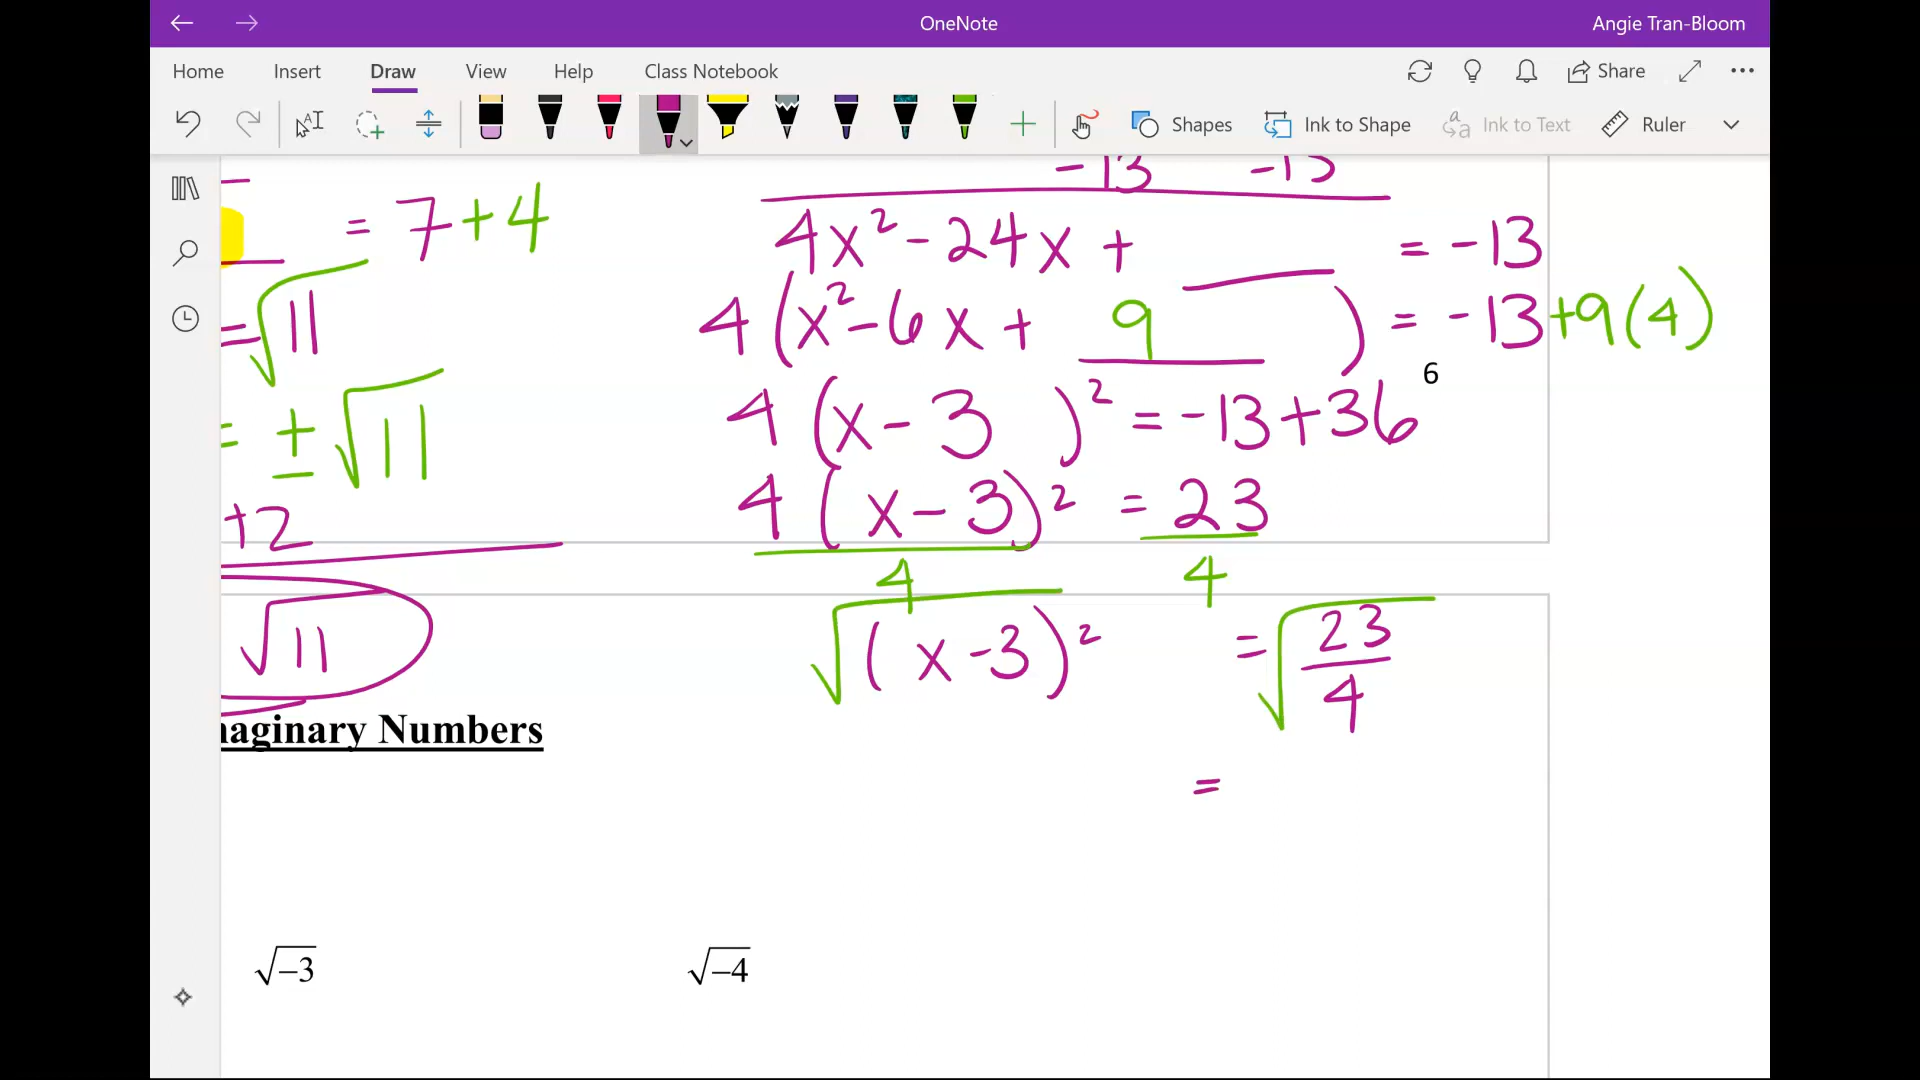 OneNote
Angie Tran-Bloom
Home Insert Draw View Help Class Notebook Share
Shapes Ink to Shape Ink to Text Ruler
= 7 + 4
= √11
= ± √11
+2
√11
aginary Numbers
√−3
√−4
-13 -13
4x² - 24x + ___ = -13
4(x² - 6x + 9) = -13 + 9(4)
6
4(x - 3)² = -13 + 36
4(x - 3)² = 23
4 4
√(x - 3)² = √23/4
=